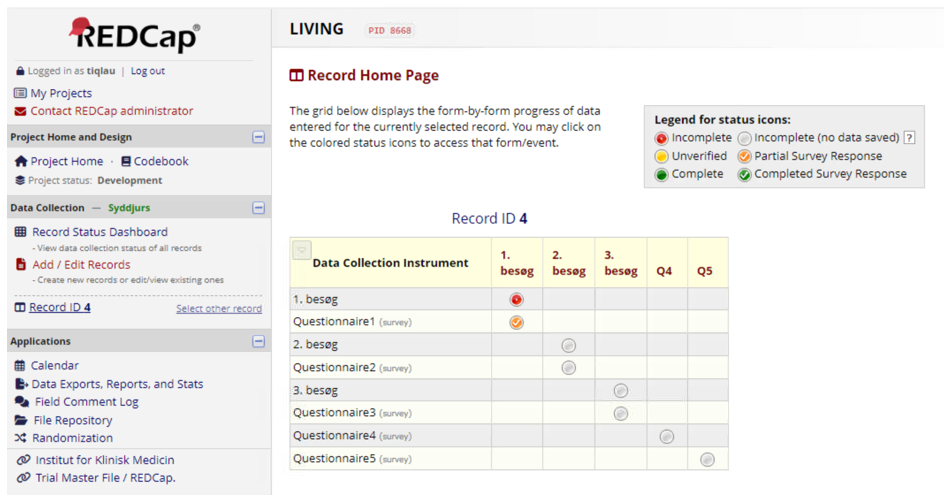 REDCap®
Logged in as tiqlau | Log out
My Projects
Contact REDCap administrator
Project Home and Design
Project Home · Codebook
Project status: Development
Data Collection — Syddjurs
Record Status Dashboard
- View data collection status of all records
Add / Edit Records
- Create new records or edit/view existing ones
Record ID 4 Select other record
Applications
Calendar
Data Exports, Reports, and Stats
Field Comment Log
File Repository
Randomization
Institut for Klinisk Medicin
Trial Master File / REDCap.
LIVING PID 8668
Record Home Page
The grid below displays the form-by-form progress of data
entered for the currently selected record. You may click on
the colored status icons to access that form/event.
Legend for status icons:
Incomplete Incomplete (no data saved) ?
Unverified Partial Survey Response
Complete Completed Survey Response
Record ID 4
Data Collection Instrument 1. besøg 2. besøg 3. besøg Q4 Q5
1. besøg
Questionnaire1 (survey)
2. besøg
Questionnaire2 (survey)
3. besøg
Questionnaire3 (survey)
Questionnaire4 (survey)
Questionnaire5 (survey)